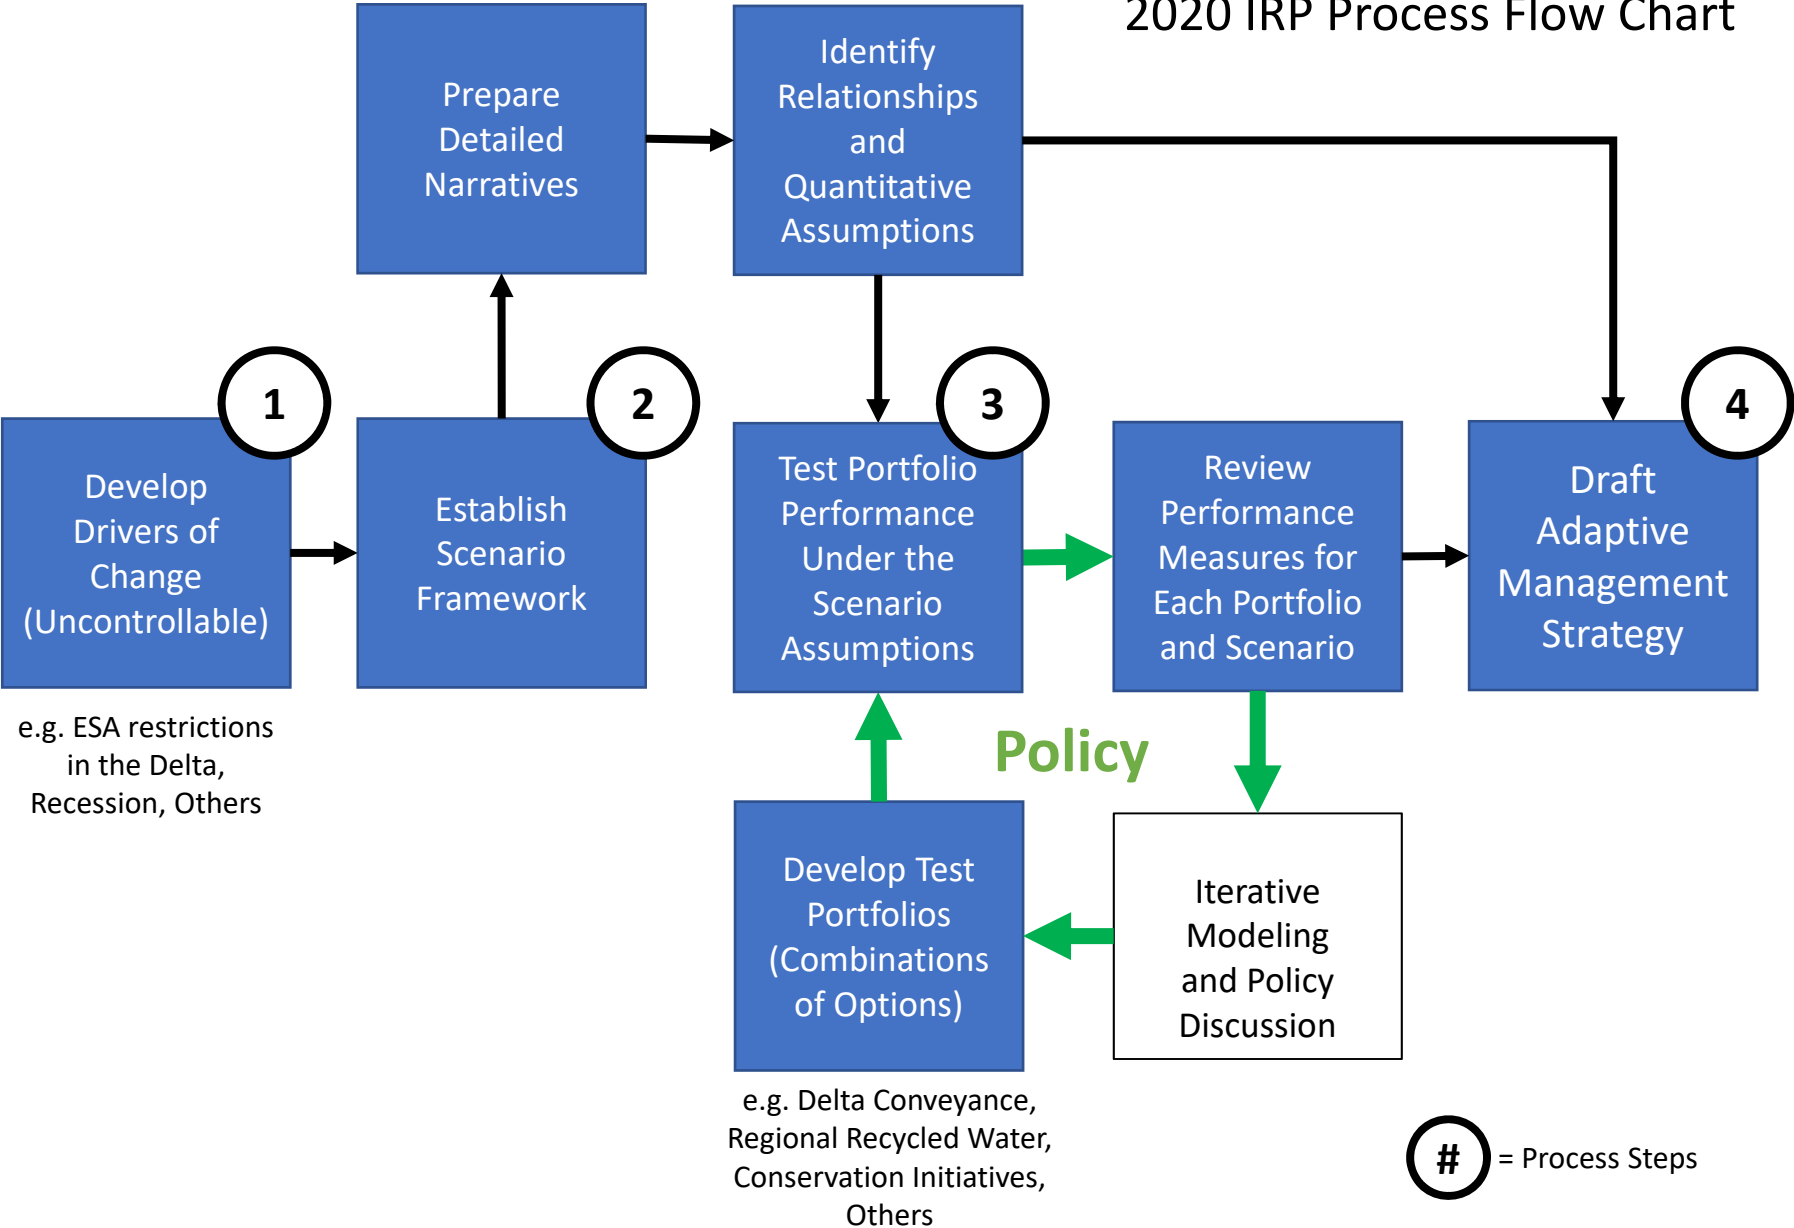 2020 IRP Process Flow Chart
Prepare
Detailed
Narratives
Identify
Relationships
and
Quantitative
Assumptions
1
Develop
Drivers of
Change
(Uncontrollable)
e.g. ESA restrictions
in the Delta,
Recession, Others
2
Establish
Scenario
Framework
3
Test Portfolio
Performance
Under the
Scenario
Assumptions
Review
Performance
Measures for
Each Portfolio
and Scenario
4
Draft
Adaptive
Management
Strategy
Policy
Develop Test
Portfolios
(Combinations
of Options)
e.g. Delta Conveyance,
Regional Recycled Water,
Conservation Initiatives,
Others
Iterative
Modeling
and Policy
Discussion
# = Process Steps